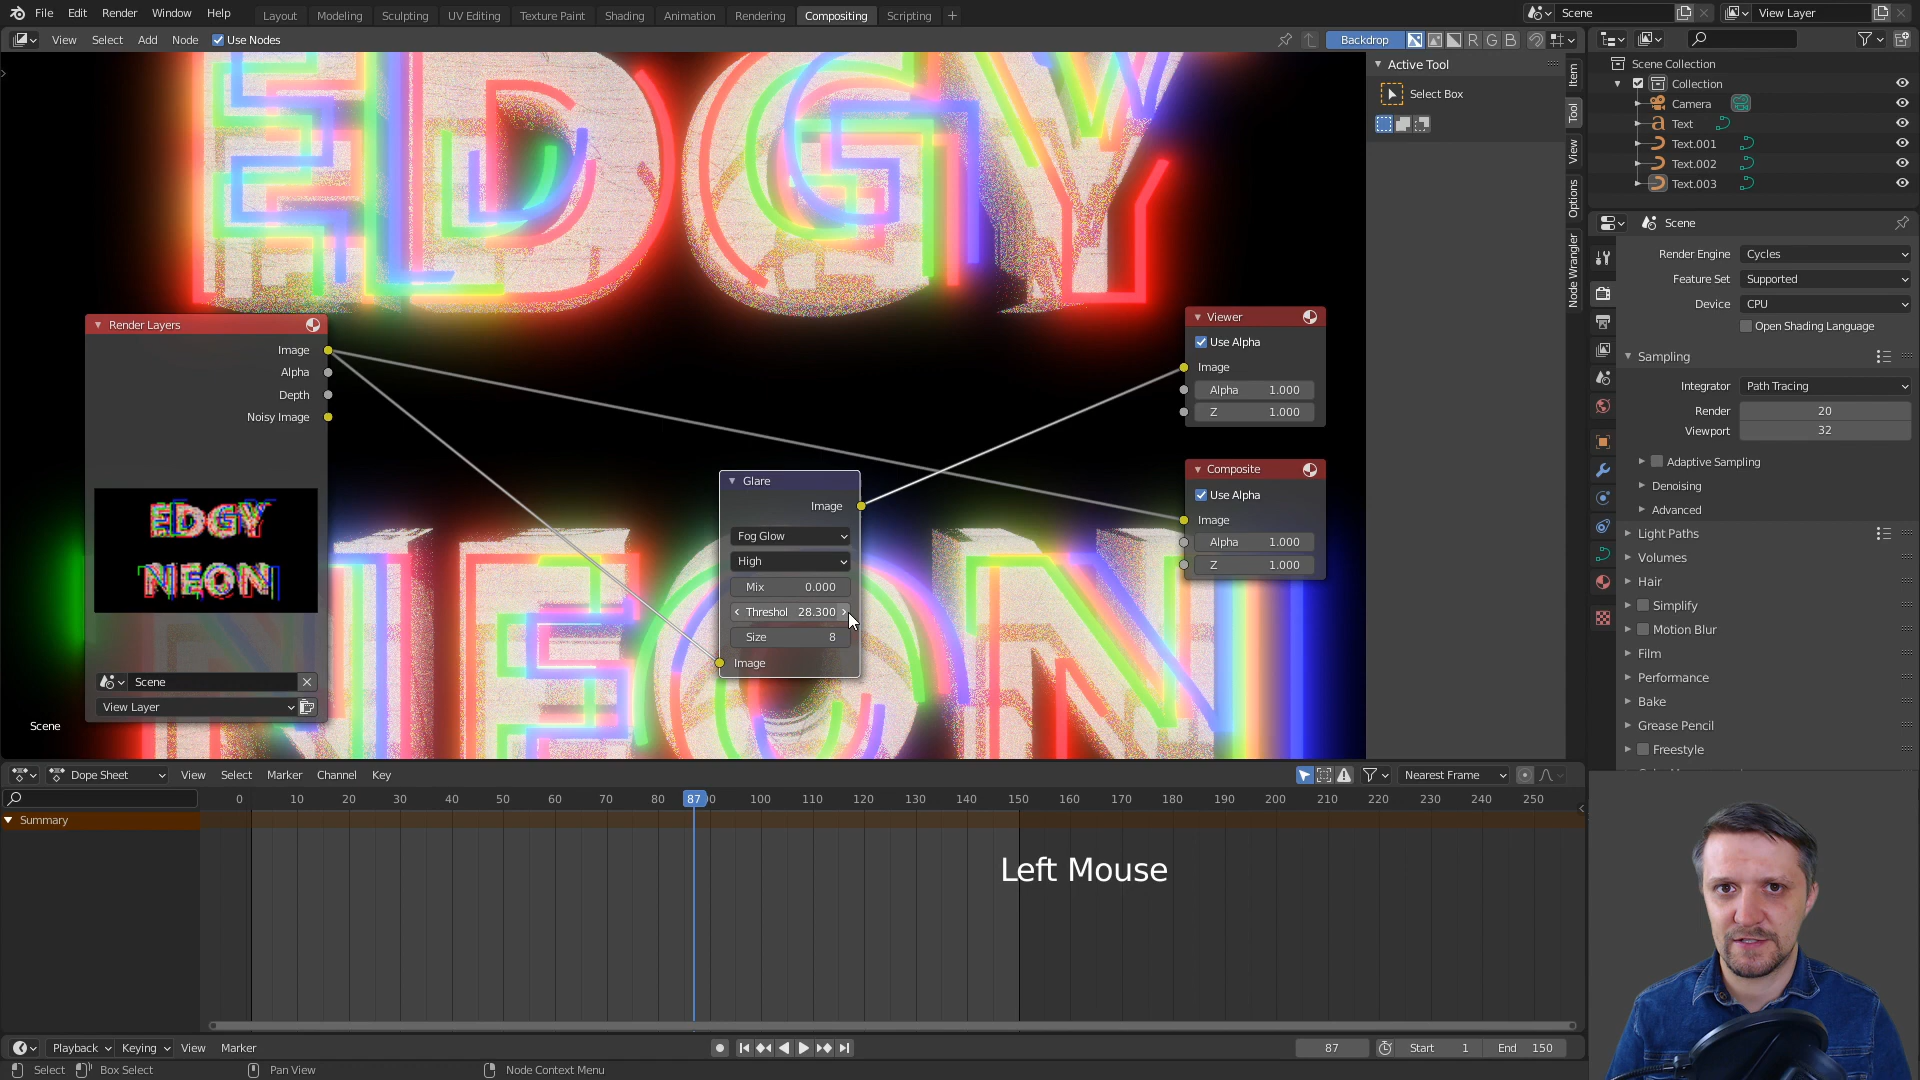 File Edit Render Window Help Layout Modeling Sculpting UV Editing Texture Paint Shading Animation Rendering Compositing Scripting + Scene View Layer
View Select Add Node Use Nodes Backdrop R G B
EDGY
NEON
Render Layers
Image
Alpha
Depth
Noisy Image
EDGY
NEON
Scene
View Layer
Scene
Glare
Image
Fog Glow
High
Mix 0.000
Threshol 28.300
Size 8
Image
Viewer
Use Alpha
Image
Alpha 1.000
Z 1.000
Composite
Use Alpha
Image
Alpha 1.000
Z 1.000
Active Tool
Select Box
Item
Tool
View
Options
Node Wrangler
Scene Collection
Collection
Camera
Text
Text.001
Text.002
Text.003
Scene
Render Engine Cycles
Feature Set Supported
Device CPU
Open Shading Language
Sampling
Integrator Path Tracing
Render 20
Viewport 32
Adaptive Sampling
Denoising
Advanced
Light Paths
Volumes
Hair
Simplify
Motion Blur
Film
Performance
Bake
Grease Pencil
Freestyle
Dope Sheet View Select Marker Channel Key Nearest Frame
0 10 20 30 40 50 60 70 80 87 0 100 110 120 130 140 150 160 170 180 190 200 210 220 230 240 250
Summary
Left Mouse
Playback Keying View Marker 87 Start 1 End 150
Select Box Select Pan View Node Context Menu